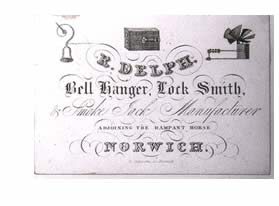 R. DELPH.
Bell Hanger, Lock Smith,
& Smoke Jack Manufacturer
ADJOINING THE RAMPANT HORSE
NORWICH.